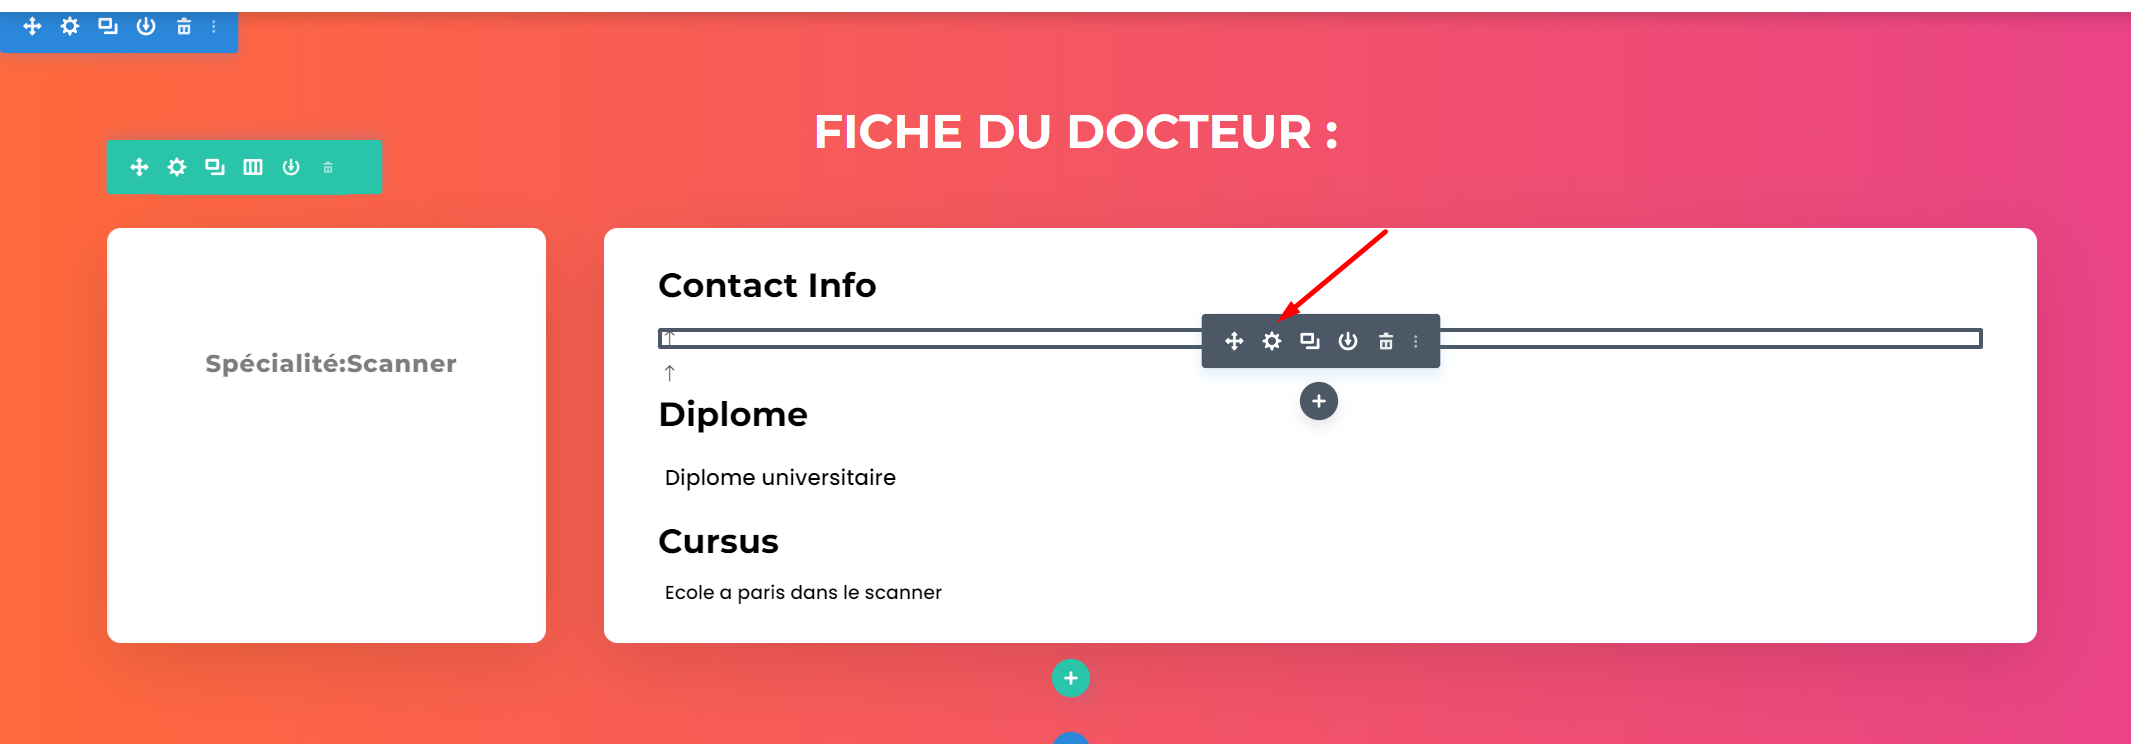 FICHE DU DOCTEUR :
Spécialité:Scanner
Contact Info
Diplome
Diplome universitaire
Cursus
Ecole a paris dans le scanner